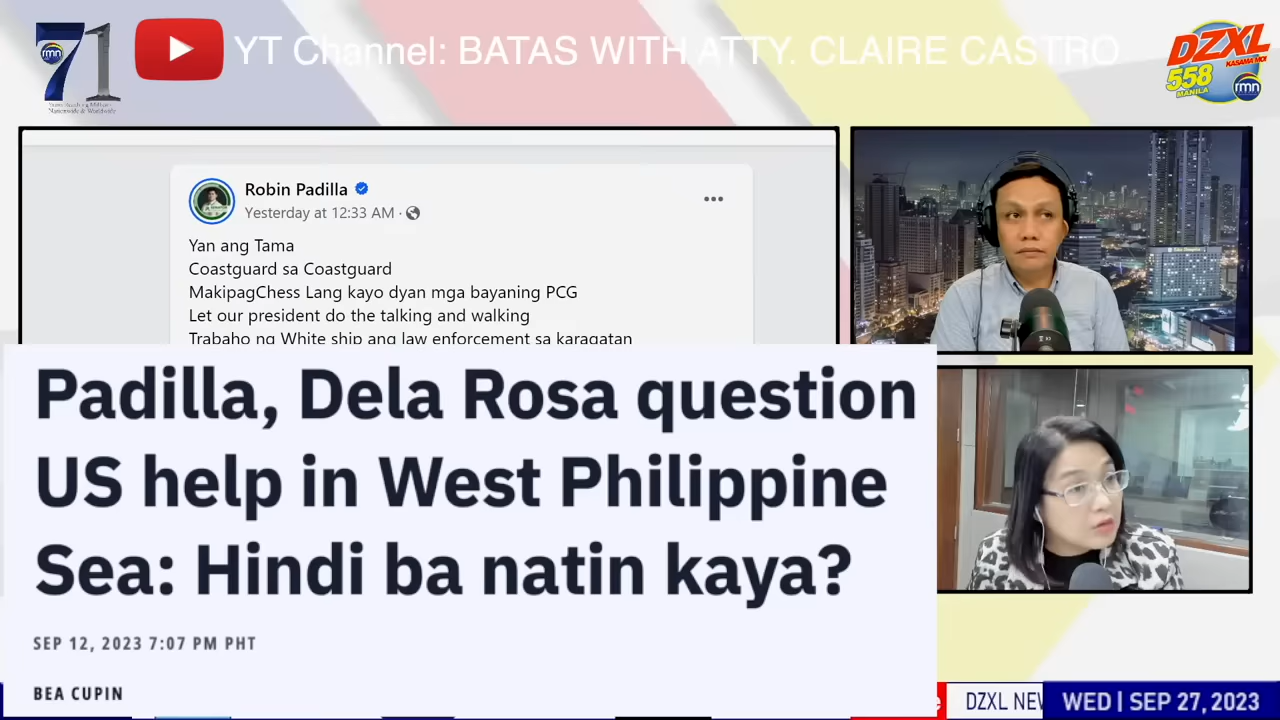 71
rmn
YT Channel: BATAS WITH ATTY. CLAIRE CASTRO
DZXL
558
KASAMA MO!
MANILA
rmn
Robin Padilla
Yesterday at 12:33 AM ·
Yan ang Tama
Coastguard sa Coastguard
MakipagChess Lang kayo dyan mga bayaning PCG
Let our president do the talking and walking
Trabaho ng White ship ang law enforcement sa karagatan
Padilla, Dela Rosa question
US help in West Philippine
Sea: Hindi ba natin kaya?
SEP 12, 2023 7:07 PM PHT
BEA CUPIN
DZXL NEW
WED | SEP 27, 2023